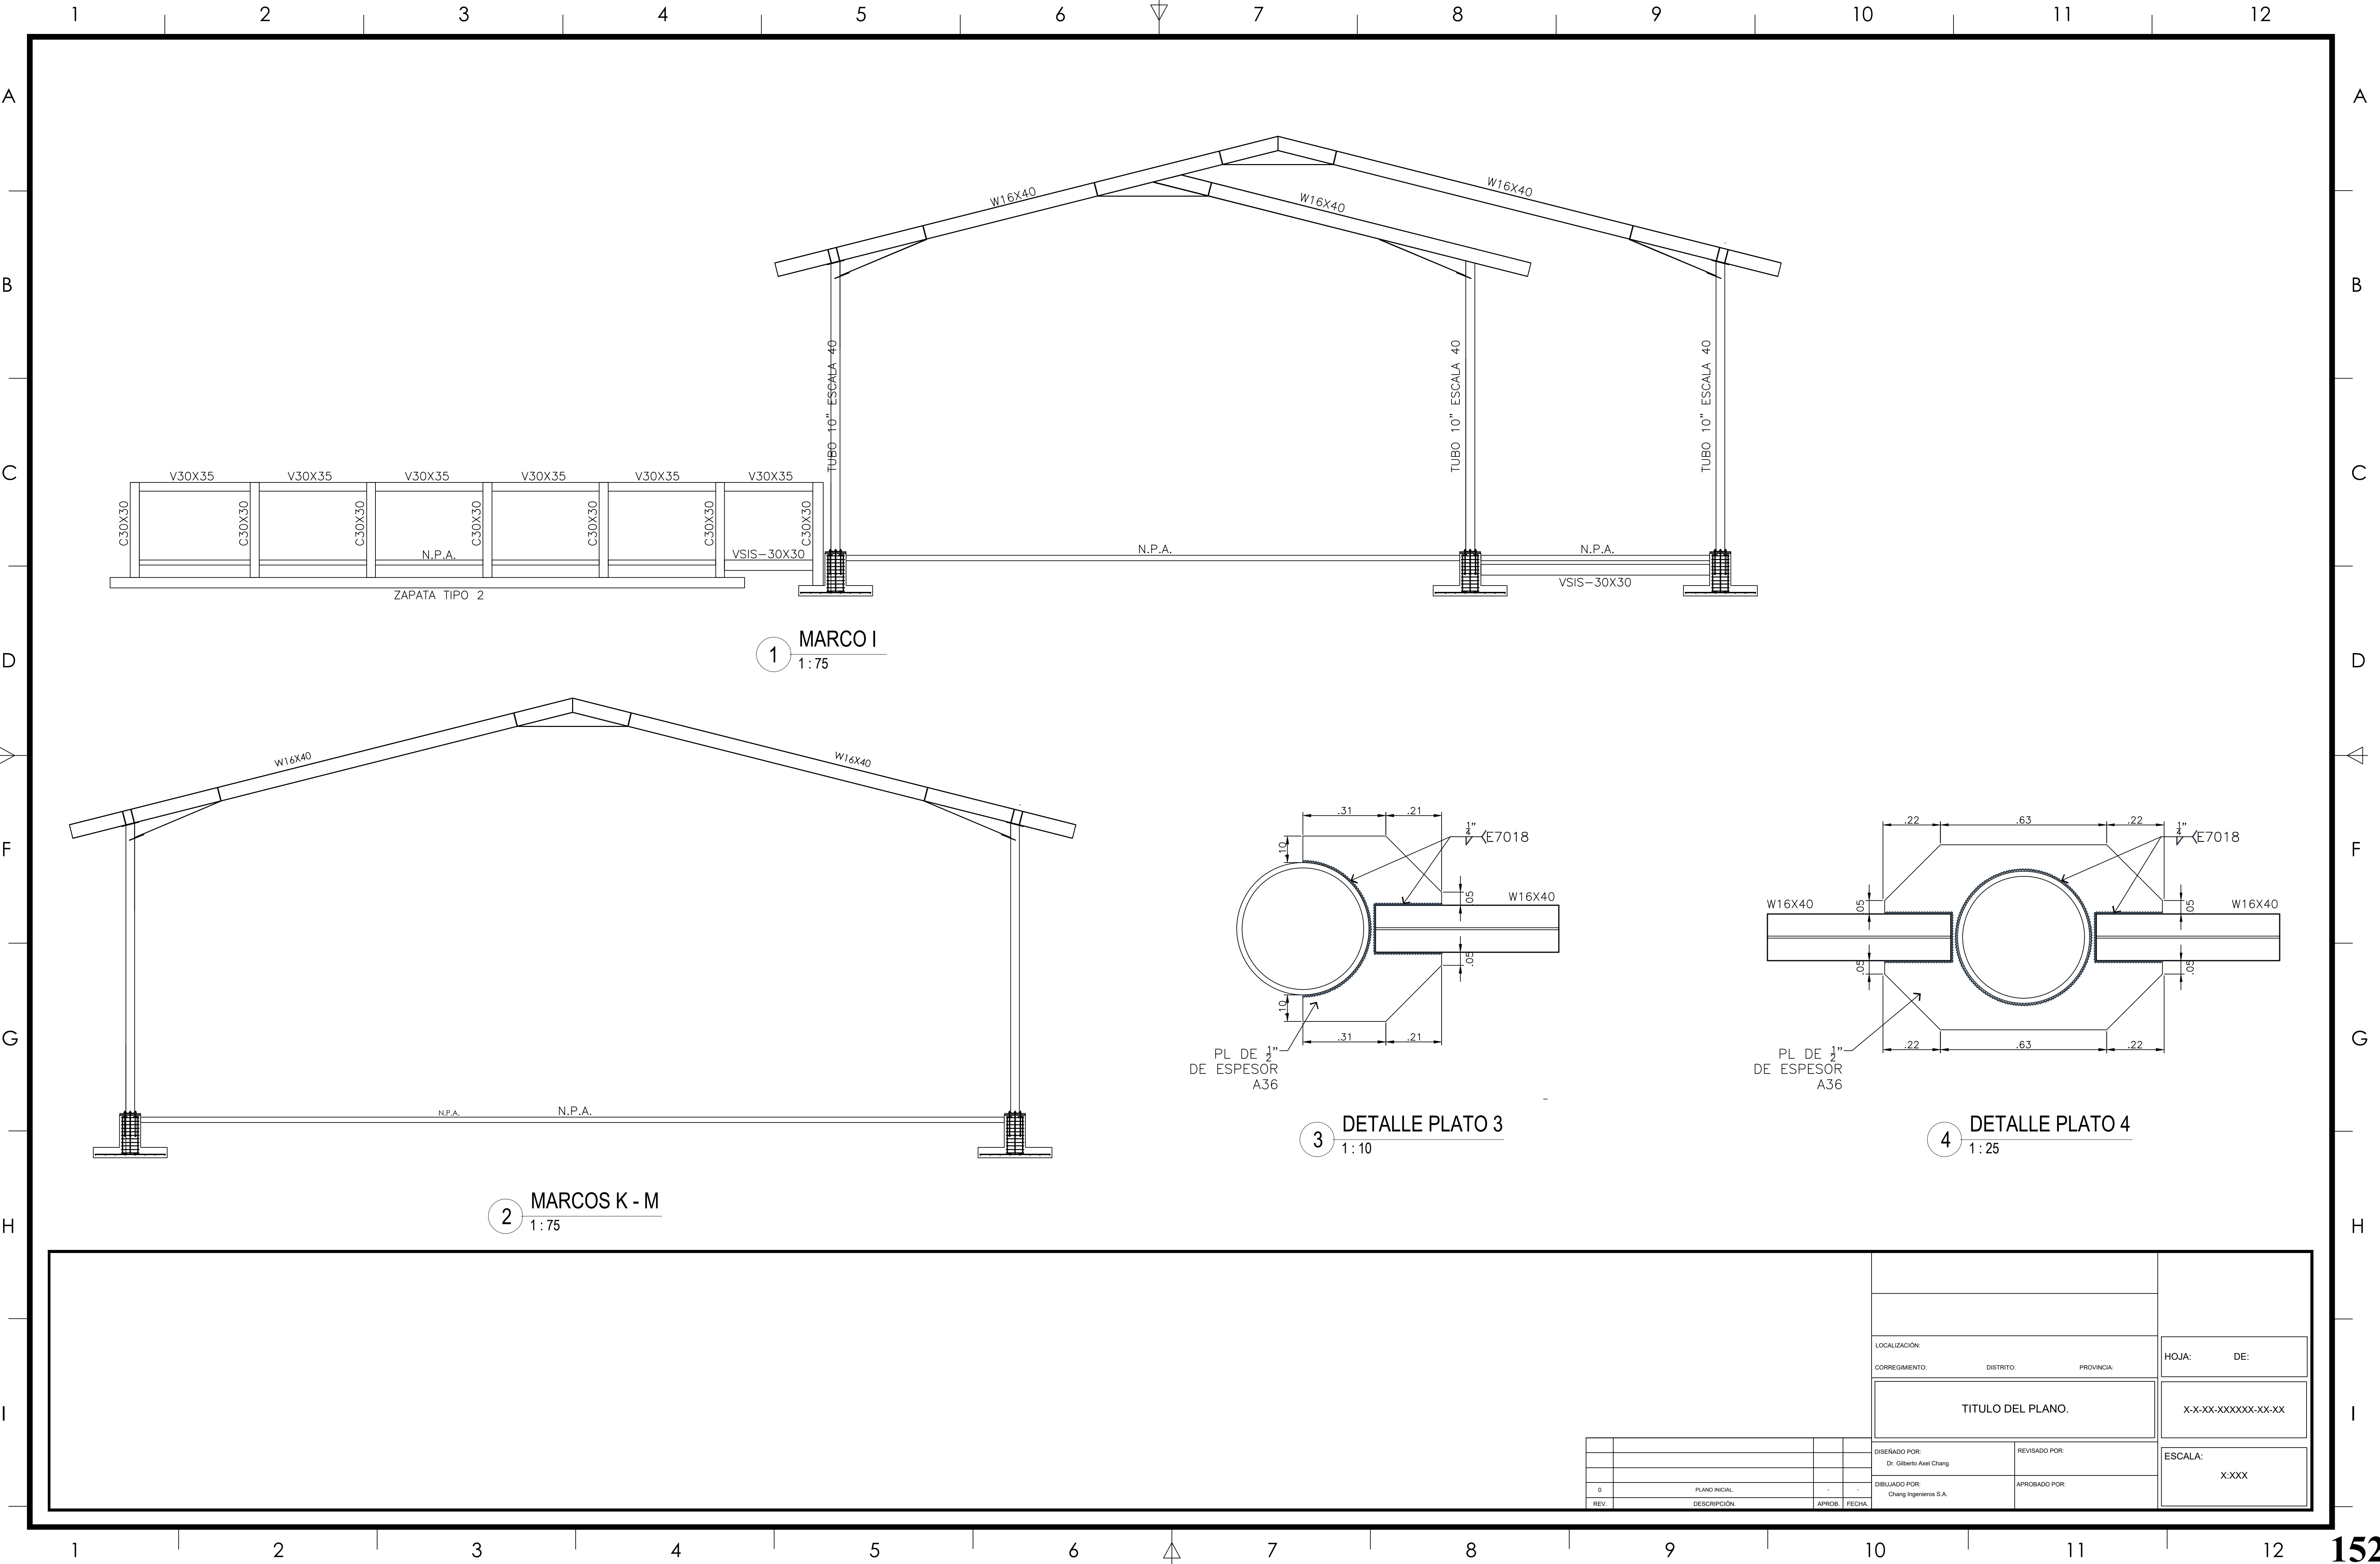 1 2 3 4 5 6 7 8 9 10 11 12
A A
B B
C C
D D
F F
G G
H H
I I
W16X40
W16X40
W16X40
TUBO 10" ESCALA 40
TUBO 10" ESCALA 40
TUBO 10" ESCALA 40
V30X35 V30X35 V30X35 V30X35 V30X35 V30X35
C30X30 C30X30 C30X30 C30X30 C30X30 C30X30 C30X30
N.P.A.
VSIS-30X30
ZAPATA TIPO 2
N.P.A.
N.P.A.
VSIS-30X30
1 MARCO I
1 : 75
W16X40
W16X40
N.P.A. N.P.A.
2 MARCOS K - M
1 : 75
.31 .21
.10
1/4" E7018
.05
W16X40
.05
.10
.31 .21
PL DE 1/2"
DE ESPESOR
A36
3 DETALLE PLATO 3
1 : 10
.22 .63 .22
1/4" E7018
W16X40 .05 .05 W16X40
.05 .05
.22 .63 .22
PL DE 1/2"
DE ESPESOR
A36
4 DETALLE PLATO 4
1 : 25
LOCALIZACIÓN:
CORREGIMIENTO: DISTRITO: PROVINCIA:
HOJA: DE:
TITULO DEL PLANO.
X-X-XX-XXXXXX-XX-XX
DISEÑADO POR:
Dr. Gilberto Axel Chang
REVISADO POR:
DIBUJADO POR:
Chang Ingenieros S.A.
APROBADO POR:
ESCALA:
X:XXX
0 PLANO INICIAL. - -
REV. DESCRIPCIÓN. APROB. FECHA.
1 2 3 4 5 6 7 8 9 10 11 12
152